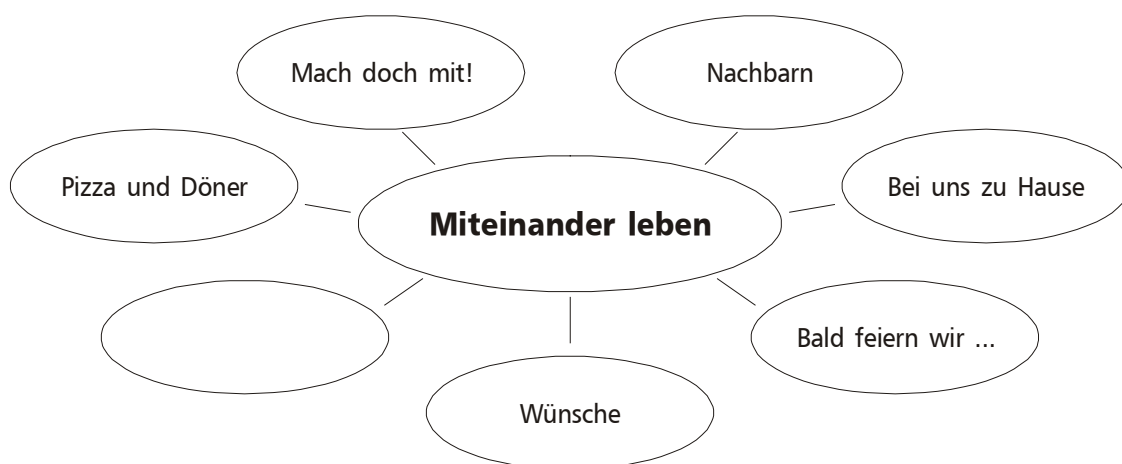 Mach doch mit!
Nachbarn
Pizza und Döner
Bei uns zu Hause
Miteinander leben
Bald feiern wir ...
Wünsche